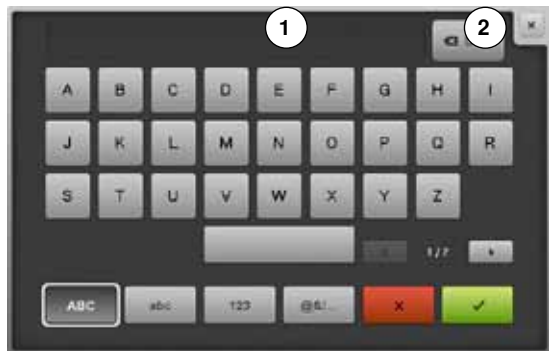 1 2 ×
A B C D E F G H I
J K L M N O P Q R
S T U V W X Y Z
1/7
ABC abc 123 @&!... × ✓